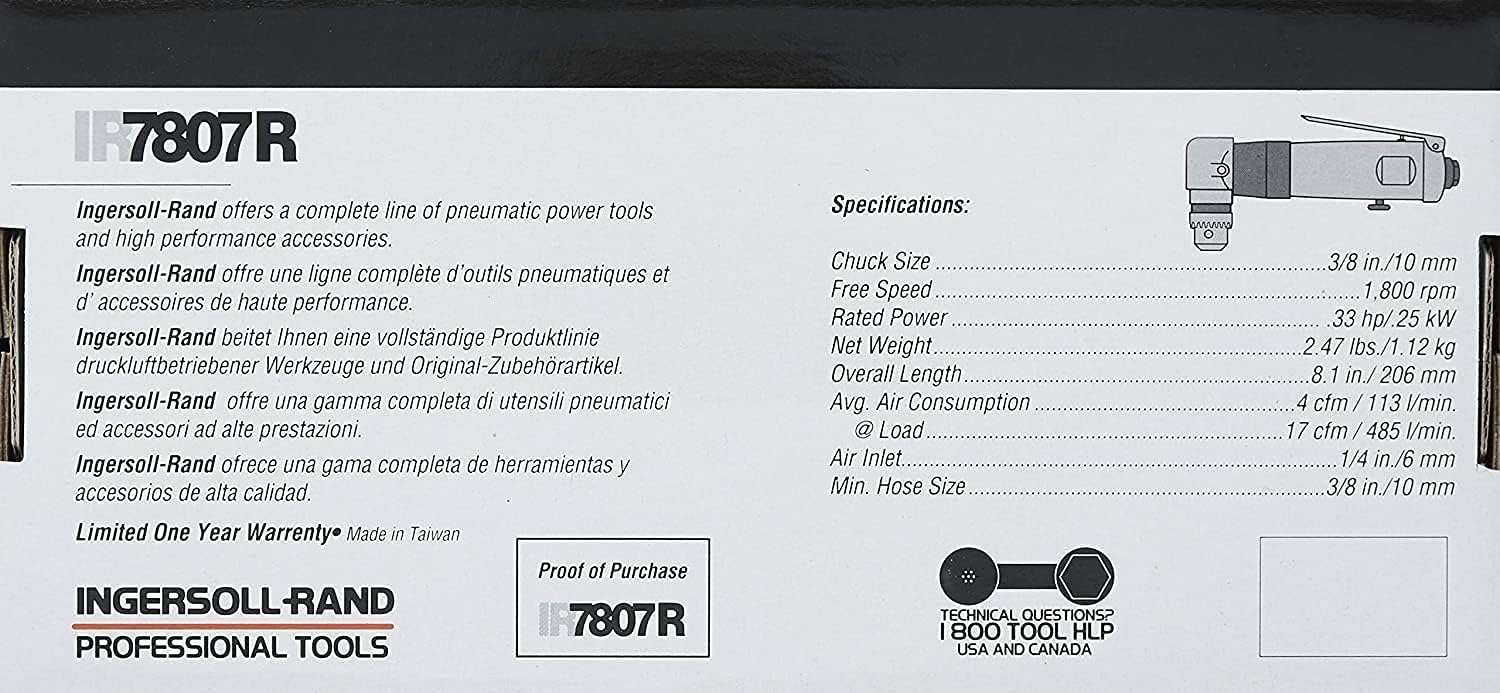 IR7807R
Ingersoll-Rand offers a complete line of pneumatic power tools
and high performance accessories.
Ingersoll-Rand offre une ligne complète d'outils pneumatiques et
d' accessoires de haute performance.
Ingersoll-Rand beitet Ihnen eine vollständige Produktlinie
druckluftbetriebener Werkzeuge und Original-Zubehörartikel.
Ingersoll-Rand offre una gamma completa di utensili pneumatici
ed accessori ad alte prestazioni.
Ingersoll-Rand ofrece una gama completa de herramientas y
accesorios de alta calidad.
Limited One Year Warrenty• Made in Taiwan
INGERSOLL-RAND
PROFESSIONAL TOOLS
Proof of Purchase
IR7807R
Specifications:
Chuck Size ................ 3/8 in./10 mm
Free Speed ................ 1,800 rpm
Rated Power ................ .33 hp/.25 kW
Net Weight ................ 2.47 lbs./1.12 kg
Overall Length ................ 8.1 in./ 206 mm
Avg. Air Consumption ................ 4 cfm / 113 l/min.
@ Load ................ 17 cfm / 485 l/min.
Air Inlet ................ 1/4 in./6 mm
Min. Hose Size ................ 3/8 in./10 mm
TECHNICAL QUESTIONS?
1 800 TOOL HLP
USA AND CANADA